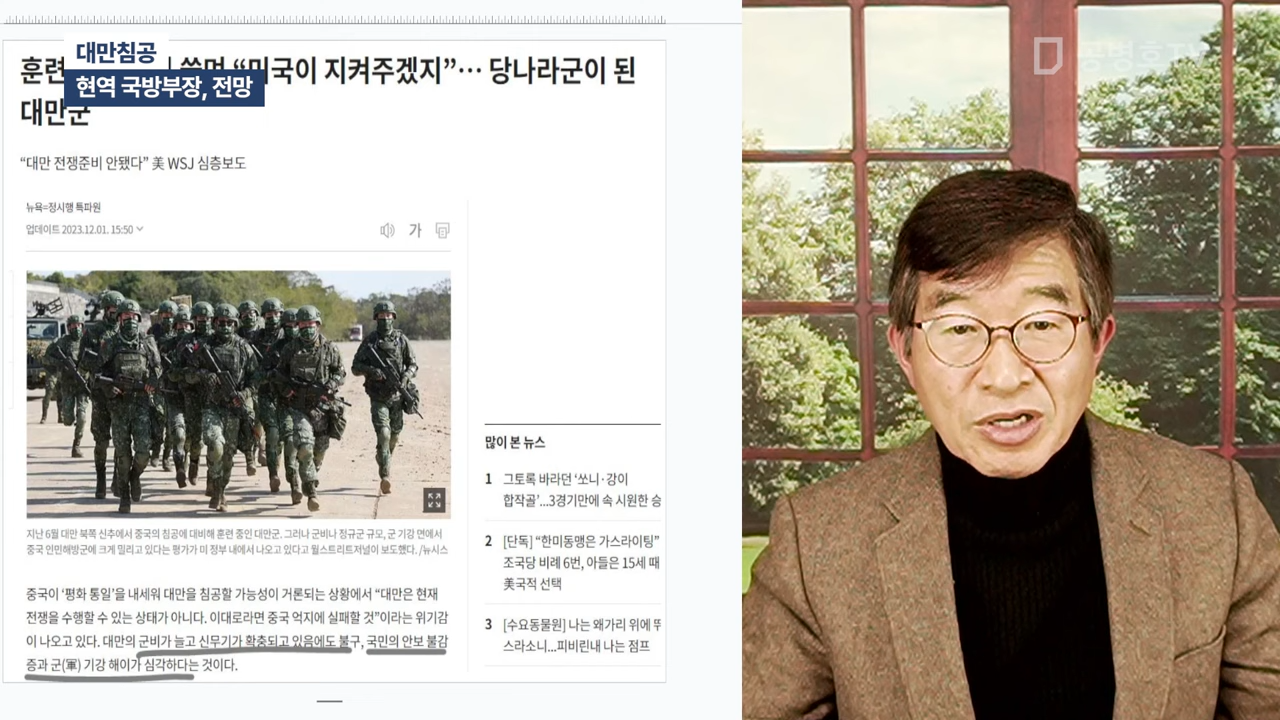 대만침공
현역 국방부장, 전망
훈련 쓰며 “미국이 지켜주겠지”… 당나라군이 된
대만군
“대만 전쟁준비 안됐다” 美 WSJ 심층보도
뉴욕=정시행 특파원
업데이트 2023.12.01. 15:50
가
지난 6월 대만 북쪽 신추에서 중국의 침공에 대비해 훈련 중인 대만군. 그러나 군비나 정규군 규모, 군 기강 면에서
중국 인민해방군에 크게 밀리고 있다는 평가가 미 정부 내에서 나오고 있다고 월스트리트저널이 보도했다. /뉴시스
중국이 ‘평화 통일’을 내세워 대만을 침공할 가능성이 거론되는 상황에서 “대만은 현재
전쟁을 수행할 수 있는 상태가 아니다. 이대로라면 중국 억지에 실패할 것”이라는 위기감
이 나오고 있다. 대만의 군비가 늘고 신무기가 확충되고 있음에도 불구, 국민의 안보 불감
증과 군(軍) 기강 해이가 심각하다는 것이다.
많이 본 뉴스
1 그토록 바라던 ‘쏘니·강이
합작골’...3경기만에 속 시원한 승
2 [단독] “한미동맹은 가스라이팅”
조국당 비례 6번, 아들은 15세 때
美국적 선택
3 [수요동물원] 나는 왜가리 위에 뚜
스라소니...피비린내 나는 점프
공병호TV